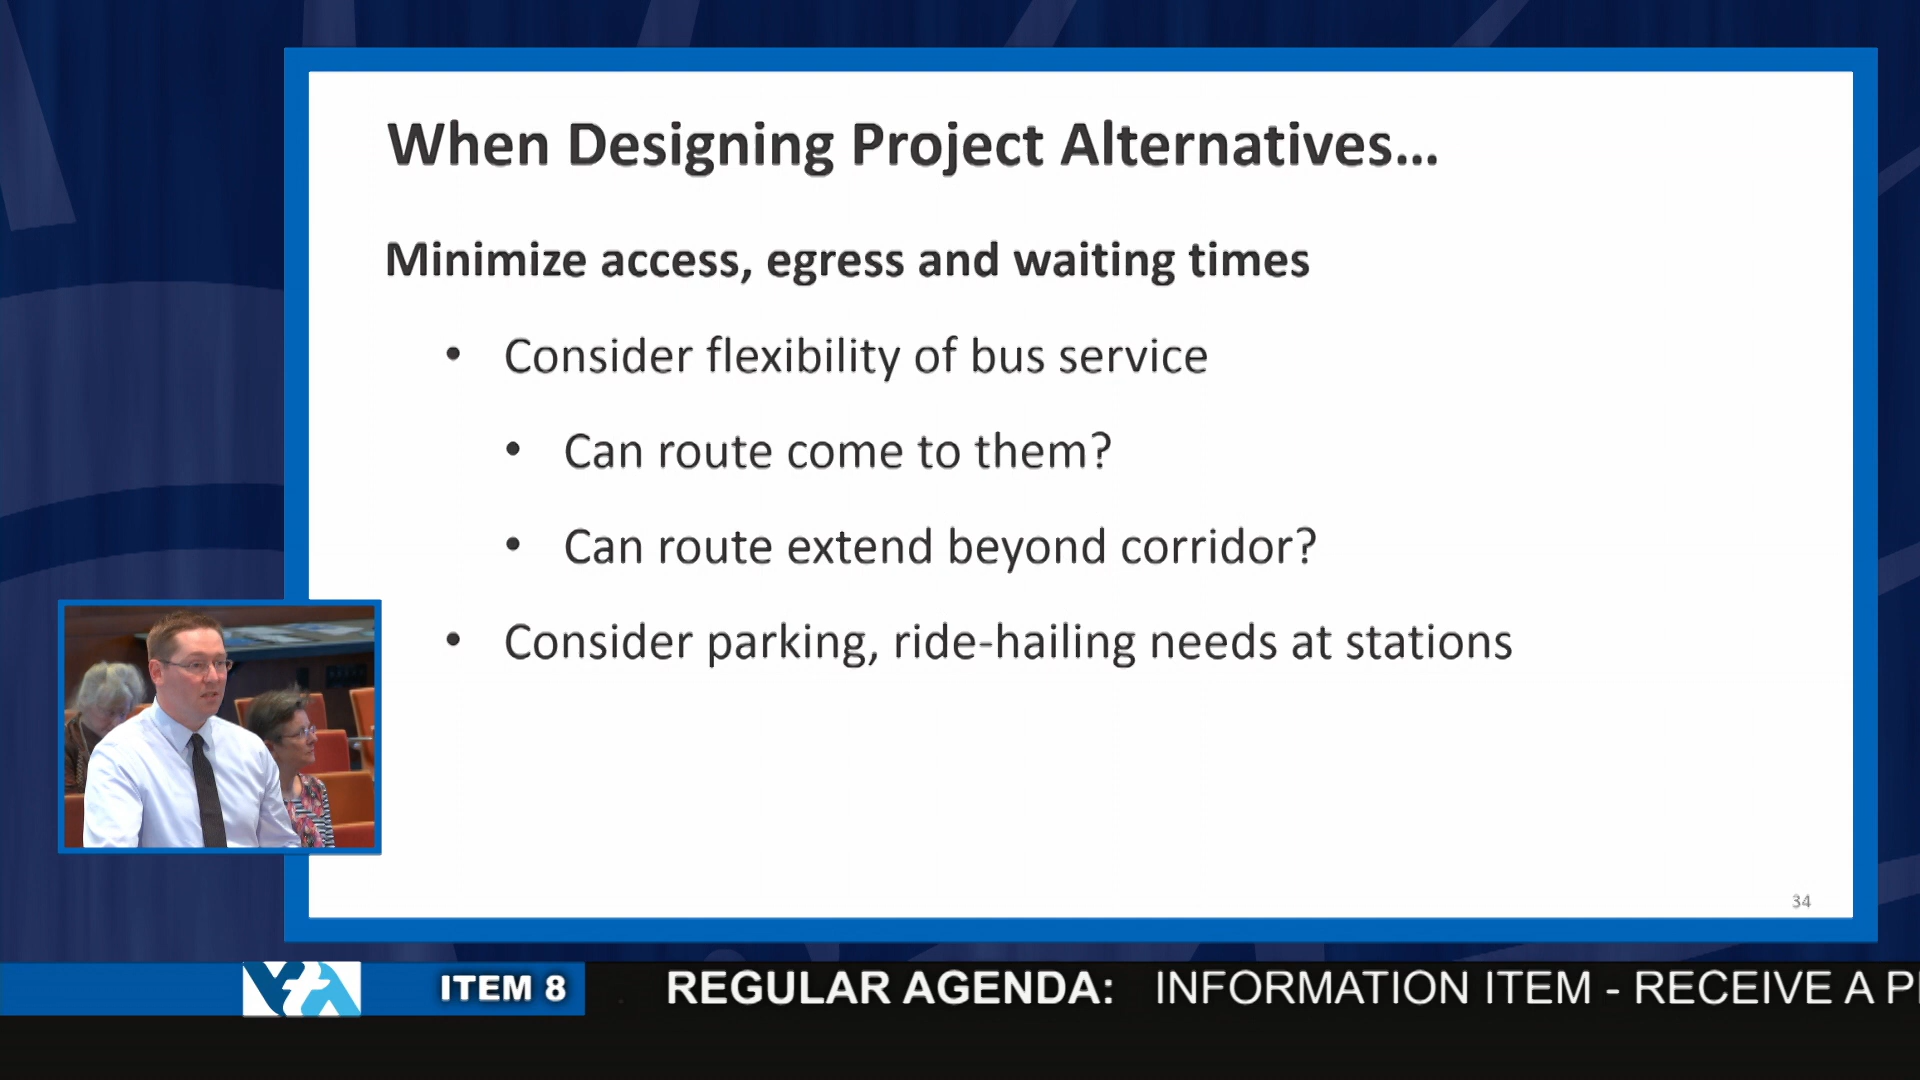 When Designing Project Alternatives...
Minimize access, egress and waiting times
• Consider flexibility of bus service
• Can route come to them?
• Can route extend beyond corridor?
• Consider parking, ride-hailing needs at stations
34
VTA
ITEM 8
REGULAR AGENDA: INFORMATION ITEM - RECEIVE A